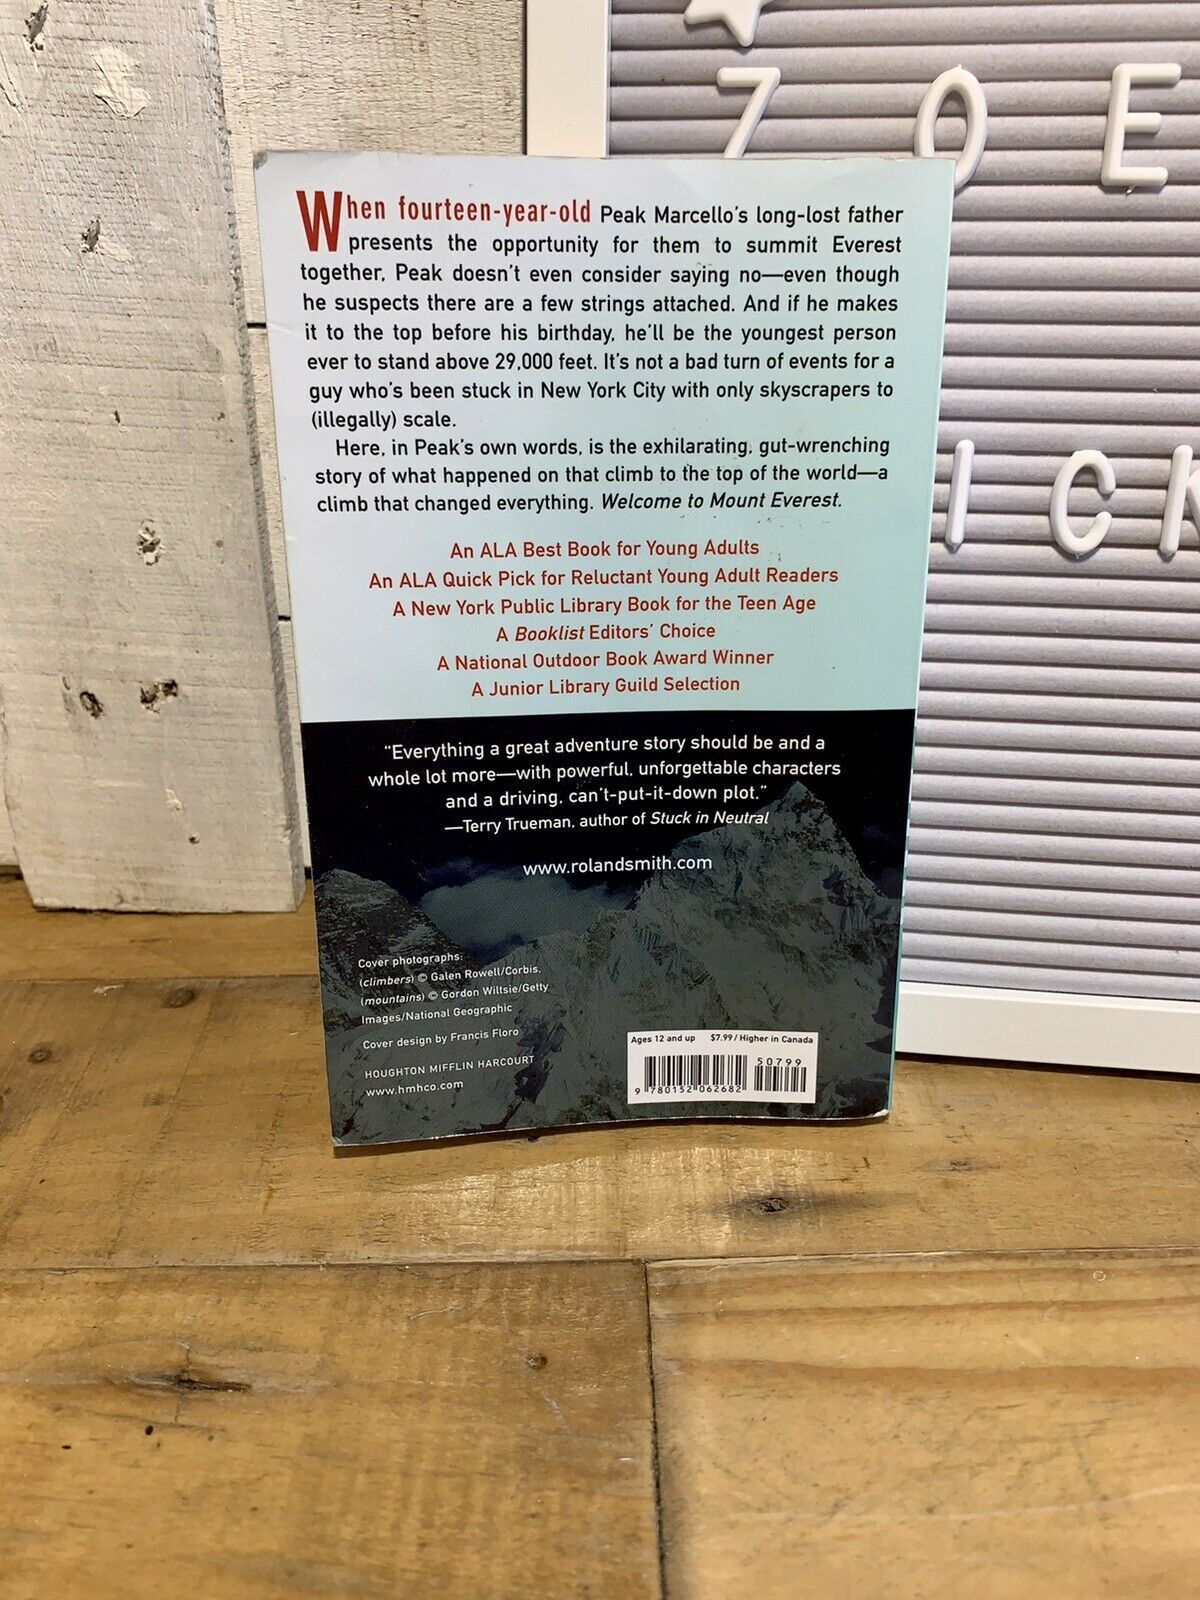 ZOE
ICK
When fourteen-year-old Peak Marcello's long-lost father
presents the opportunity for them to summit Everest
together, Peak doesn't even consider saying no—even though
he suspects there are a few strings attached. And if he makes
it to the top before his birthday, he'll be the youngest person
ever to stand above 29,000 feet. It's not a bad turn of events for a
guy who's been stuck in New York City with only skyscrapers to
(illegally) scale.
Here, in Peak's own words, is the exhilarating, gut-wrenching
story of what happened on that climb to the top of the world—a
climb that changed everything. Welcome to Mount Everest.
An ALA Best Book for Young Adults
An ALA Quick Pick for Reluctant Young Adult Readers
A New York Public Library Book for the Teen Age
A Booklist Editors' Choice
A National Outdoor Book Award Winner
A Junior Library Guild Selection
"Everything a great adventure story should be and a
whole lot more—with powerful, unforgettable characters
and a driving, can't-put-it-down plot."
—Terry Trueman, author of Stuck in Neutral
www.rolandsmith.com
Cover photographs:
(climbers) © Galen Rowell/Corbis,
(mountains) © Gordon Wiltsie/Getty
Images/National Geographic
Cover design by Francis Floro
HOUGHTON MIFFLIN HARCOURT
www.hmhco.com
Ages 12 and up $7.99 / Higher in Canada
50799
9 780152 062682